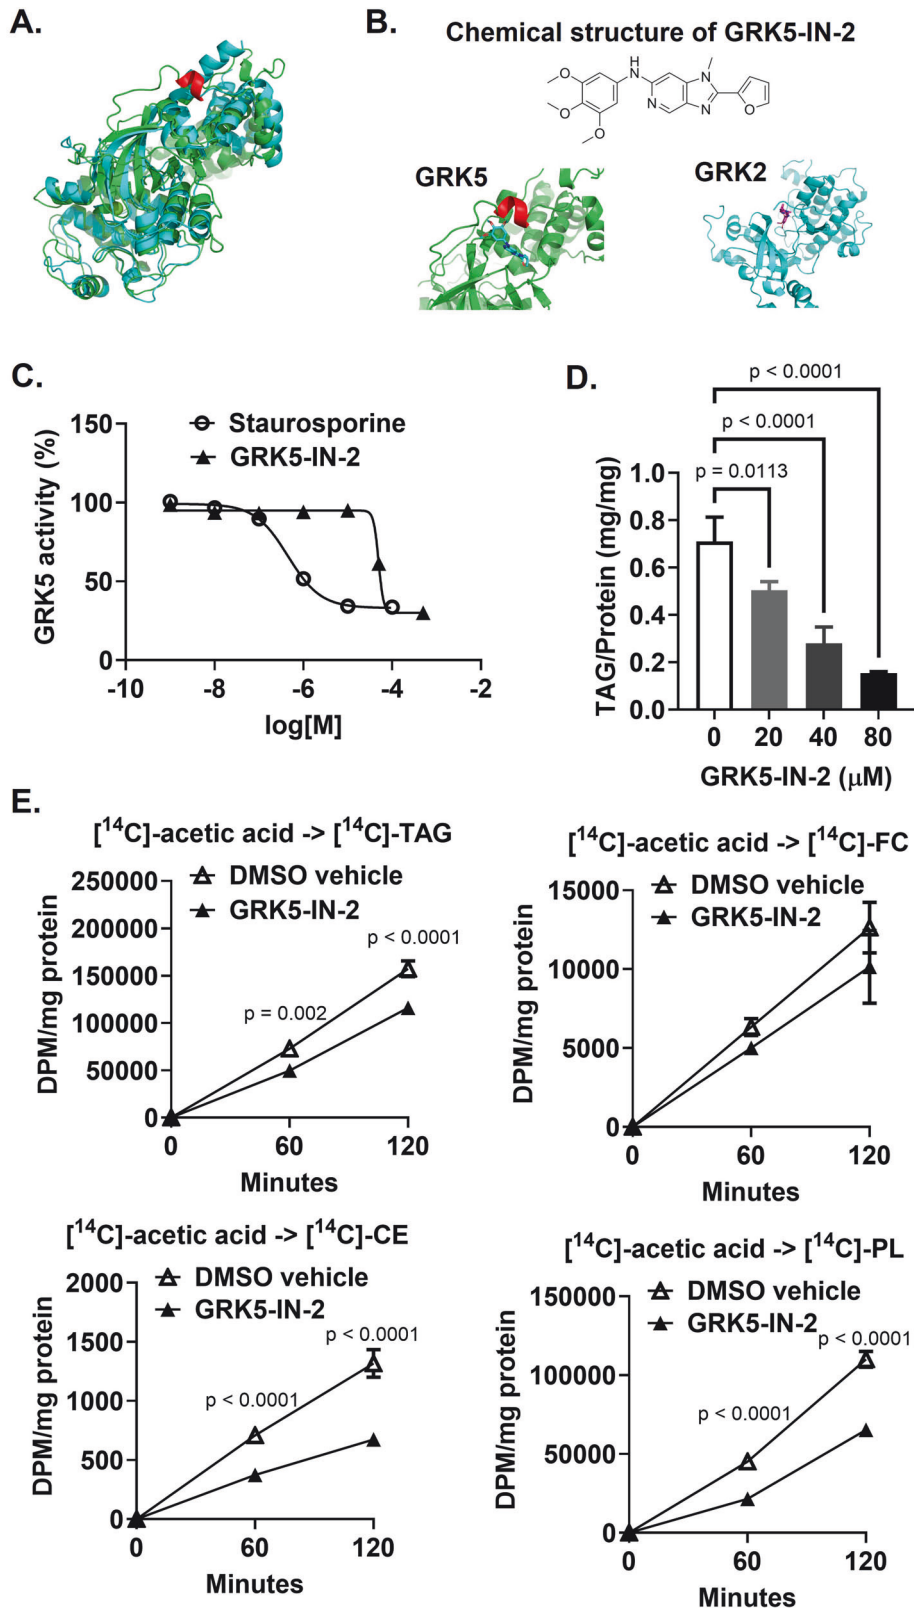 A.
B.
Chemical structure of GRK5-IN-2
O
O
O
HN
N
N
N
O
GRK5
GRK2
C.
GRK5 activity (%)
150
100
50
0
Staurosporine
GRK5-IN-2
-10 -8 -6 -4 -2
log[M]
D.
p < 0.0001
p < 0.0001
p = 0.0113
TAG/Protein (mg/mg)
1.0
0.8
0.6
0.4
0.2
0.0
0 20 40 80
GRK5-IN-2 (μM)
E.
[¹⁴C]-acetic acid -> [¹⁴C]-TAG
DMSO vehicle
GRK5-IN-2
DPM/mg protein
250000
200000
150000
100000
50000
0
p = 0.002
p < 0.0001
0 60 120
Minutes
[¹⁴C]-acetic acid -> [¹⁴C]-FC
DMSO vehicle
GRK5-IN-2
DPM/mg protein
15000
10000
5000
0
0 60 120
Minutes
[¹⁴C]-acetic acid -> [¹⁴C]-CE
DMSO vehicle
GRK5-IN-2
DPM/mg protein
2000
1500
1000
500
0
p < 0.0001
p < 0.0001
0 60 120
Minutes
[¹⁴C]-acetic acid -> [¹⁴C]-PL
DMSO vehicle
GRK5-IN-2
DPM/mg protein
150000
100000
50000
0
p < 0.0001
p < 0.0001
0 60 120
Minutes